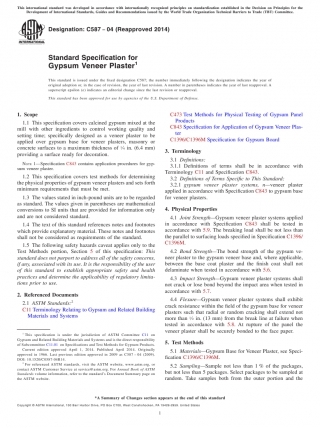 This international standard was developed in accordance with internationally recognized principles on standardization established in the Decision on Principles for the
Development of International Standards, Guides and Recommendations issued by the World Trade Organization Technical Barriers to Trade (TBT) Committee.
Designation: C587 − 04 (Reapproved 2014)
INTERNATIONAL
Standard Specification for
Gypsum Veneer Plaster¹
This standard is issued under the fixed designation C587; the number immediately following the designation indicates the year of
original adoption or, in the case of revision, the year of last revision. A number in parentheses indicates the year of last reapproval. A
superscript epsilon (ε) indicates an editorial change since the last revision or reapproval.
This standard has been approved for use by agencies of the U.S. Department of Defense.
1. Scope
1.1 This specification covers calcined gypsum mixed at the
mill with other ingredients to control working quality and
setting time; specifically designed as a veneer plaster to be
applied over gypsum base for veneer plasters, masonry or
concrete surfaces to a maximum thickness of ¼ in. (6.4 mm)
providing a surface ready for decoration.
NOTE 1—Specification C843 contains application procedures for gyp-
sum veneer plaster.
1.2 This specification covers test methods for determining
the physical properties of gypsum veneer plasters and sets forth
minimum requirements that must be met.
1.3 The values stated in inch-pound units are to be regarded
as standard. The values given in parentheses are mathematical
conversions to SI units that are provided for information only
and are not considered standard.
1.4 The text of this standard references notes and footnotes
which provide explanatory material. These notes and footnotes
shall not be considered as requirements of the standard.
1.5 The following safety hazards caveat applies only to the
Test Methods portion, Section 5 of this specification: This
standard does not purport to address all of the safety concerns,
if any, associated with its use. It is the responsibility of the user
of this standard to establish appropriate safety and health
practices and determine the applicability of regulatory limita-
tions prior to use.
2. Referenced Documents
2.1 ASTM Standards:²
C11 Terminology Relating to Gypsum and Related Building
Materials and Systems
¹ This specification is under the jurisdiction of ASTM Committee C11 on
Gypsum and Related Building Materials and Systems and is the direct responsibility
of Subcommittee C11.01 on Specifications and Test Methods for Gypsum Products.
Current edition approved April 1, 2014. Published April 2014. Originally
approved in 1966. Last previous edition approved in 2009 as C587 – 04 (2009).
² For referenced ASTM standards, visit the ASTM website, www.astm.org, or
contact ASTM Customer Service at service@astm.org. For Annual Book of ASTM
Standards volume information, refer to the standard's Document Summary page on
the ASTM website.
C473 Test Methods for Physical Testing of Gypsum Panel
Products
C843 Specification for Application of Gypsum Veneer Plas-
ter
C1396/C1396M Specification for Gypsum Board
3. Terminology
3.1 Definitions:
3.1.1 Definitions of terms shall be in accordance with
Terminology C11 and Specification C843.
3.2 Definitions of Terms Specific to This Standard:
3.2.1 gypsum veneer plaster systems, n—veneer plaster
applied in accordance with Specification C843 to gypsum base
for veneer plasters.
4. Physical Properties
4.1 Joint Strength—Gypsum veneer plaster systems applied
in accordance with Specification C843 shall be tested in
accordance with 5.9. The breaking load shall be not less than
the parallel to surfacing loads specified in Specification C1396/
C1396M.
4.2 Bond Strength—The bond strength of the gypsum ve-
neer plaster to the gypsum veneer base and, where applicable,
between the base coat plaster and the finish coat shall not
delaminate when tested in accordance with 5.6.
4.3 Impact Strength—Gypsum veneer plaster systems shall
not crack or lose bond beyond the impact area when tested in
accordance with 5.7.
4.4 Flexure—Gypsum veneer plaster systems shall exhibit
crack resistance within the field of the gypsum base for veneer
plasters such that radial or random cracking shall extend not
more than ½ in. (13 mm) from the break line at failure when
tested in accordance with 5.8. At rupture of the panel the
veneer plaster shall be securely bonded to the face paper.
5. Test Methods
5.1 Materials—Gypsum Base for Veneer Plaster, see Speci-
fication C1396/C1396M.
5.2 Sampling—Sample not less than 1 % of the packages,
but not less than 5 packages. Select packages to be sampled at
random. Take samples both from the outer portion and the
*A Summary of Changes section appears at the end of this standard
Copyright © ASTM International, 100 Barr Harbor Drive, PO Box C700, West Conshohocken, PA 19428-2959. United States
1